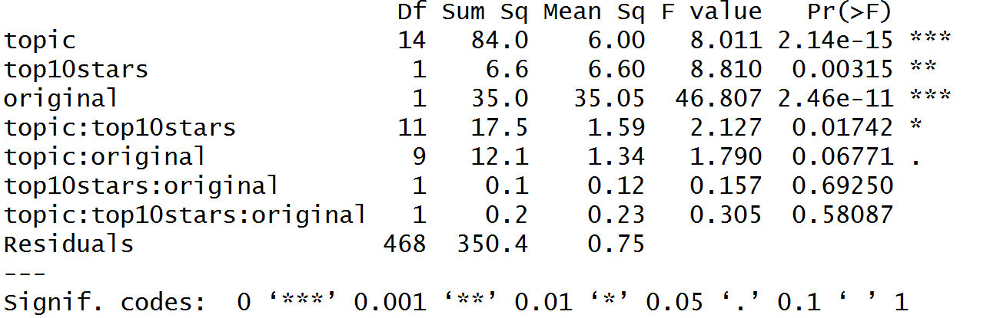 Df Sum Sq Mean Sq F value Pr(>F)
topic 14 84.0 6.00 8.011 2.14e-15 ***
top10stars 1 6.6 6.60 8.810 0.00315 **
original 1 35.0 35.05 46.807 2.46e-11 ***
topic:top10stars 11 17.5 1.59 2.127 0.01742 *
topic:original 9 12.1 1.34 1.790 0.06771 .
top10stars:original 1 0.1 0.12 0.157 0.69250
topic:top10stars:original 1 0.2 0.23 0.305 0.58087
Residuals 468 350.4 0.75
---
Signif. codes: 0 ‘***’ 0.001 ‘**’ 0.01 ‘*’ 0.05 ‘.’ 0.1 ‘ ’ 1